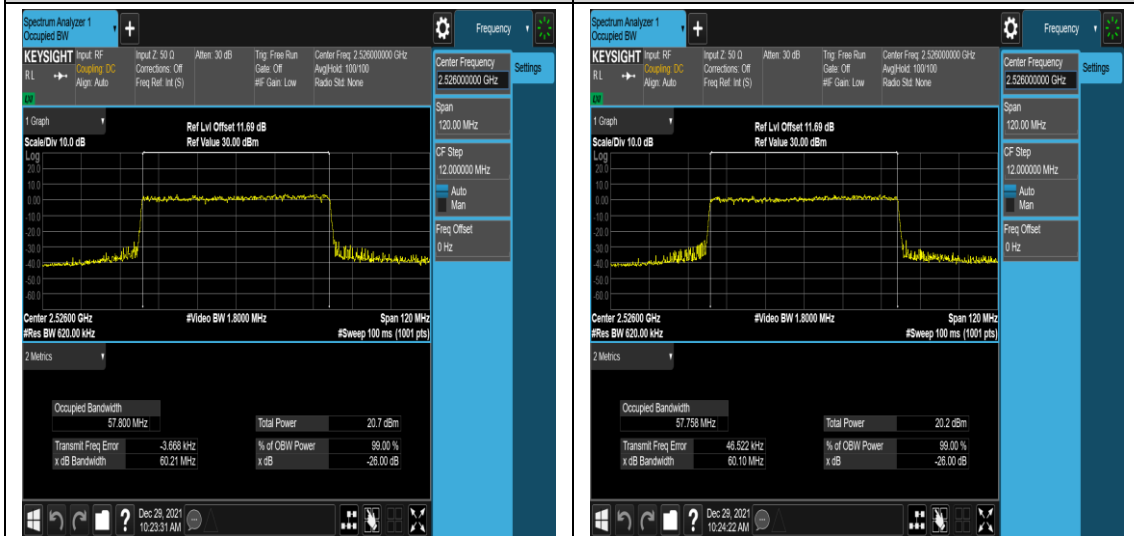 Spectrum Analyzer 1
Occupied BW
+
Frequency
KEYSIGHT
R L
Input: RF
Coupling: DC
Align: Auto
Input Z: 50 Ω
Corrections: Off
Freq Ref: Int (S)
Atten: 30 dB
Trig: Free Run
Gate: Off
#IF Gain: Low
Center Freq: 2.526000000 GHz
Avg|Hold: 100/100
Radio Std: None
Center Frequency
2.526000000 GHz
Settings
Span
120.00 MHz
CF Step
12.000000 MHz
Auto
Man
Freq Offset
0 Hz
1 Graph
Scale/Div 10.0 dB
Ref Lvl Offset 11.69 dB
Ref Value 30.00 dBm
Log
20.0
10.0
0.00
-10.0
-20.0
-30.0
-40.0
-50.0
-60.0
Center 2.52600 GHz
#Res BW 620.00 kHz
#Video BW 1.8000 MHz
Span 120 MHz
#Sweep 100 ms (1001 pts)
2 Metrics
Occupied Bandwidth
57.800 MHz
Total Power 20.7 dBm
Transmit Freq Error -3.668 kHz
% of OBW Power 99.00 %
x dB Bandwidth 60.21 MHz
x dB -26.00 dB
?
Dec 29, 2021
10:23:31 AM
Spectrum Analyzer 1
Occupied BW
+
Frequency
KEYSIGHT
R L
Input: RF
Coupling: DC
Align: Auto
Input Z: 50 Ω
Corrections: Off
Freq Ref: Int (S)
Atten: 30 dB
Trig: Free Run
Gate: Off
#IF Gain: Low
Center Freq: 2.526000000 GHz
Avg|Hold: 100/100
Radio Std: None
Center Frequency
2.526000000 GHz
Settings
Span
120.00 MHz
CF Step
12.000000 MHz
Auto
Man
Freq Offset
0 Hz
1 Graph
Scale/Div 10.0 dB
Ref Lvl Offset 11.69 dB
Ref Value 30.00 dBm
Log
20.0
10.0
0.00
-10.0
-20.0
-30.0
-40.0
-50.0
-60.0
Center 2.52600 GHz
#Res BW 620.00 kHz
#Video BW 1.8000 MHz
Span 120 MHz
#Sweep 100 ms (1001 pts)
2 Metrics
Occupied Bandwidth
57.758 MHz
Total Power 20.2 dBm
Transmit Freq Error 46.522 kHz
% of OBW Power 99.00 %
x dB Bandwidth 60.10 MHz
x dB -26.00 dB
?
Dec 29, 2021
10:24:22 AM